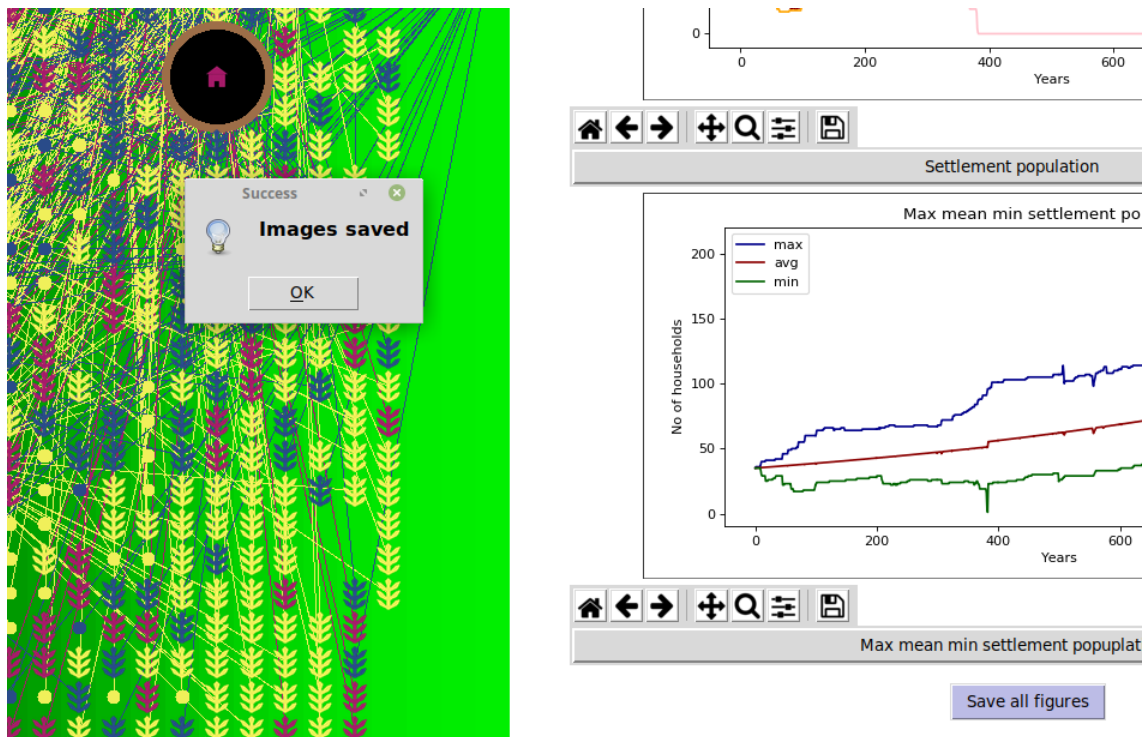 Success
Images saved
OK
0
0
200
400
600
Years
Settlement population
Max mean min settlement po
max
avg
min
200
150
100
50
0
No of households
0
200
400
600
Years
Max mean min settlement popuplat
Save all figures